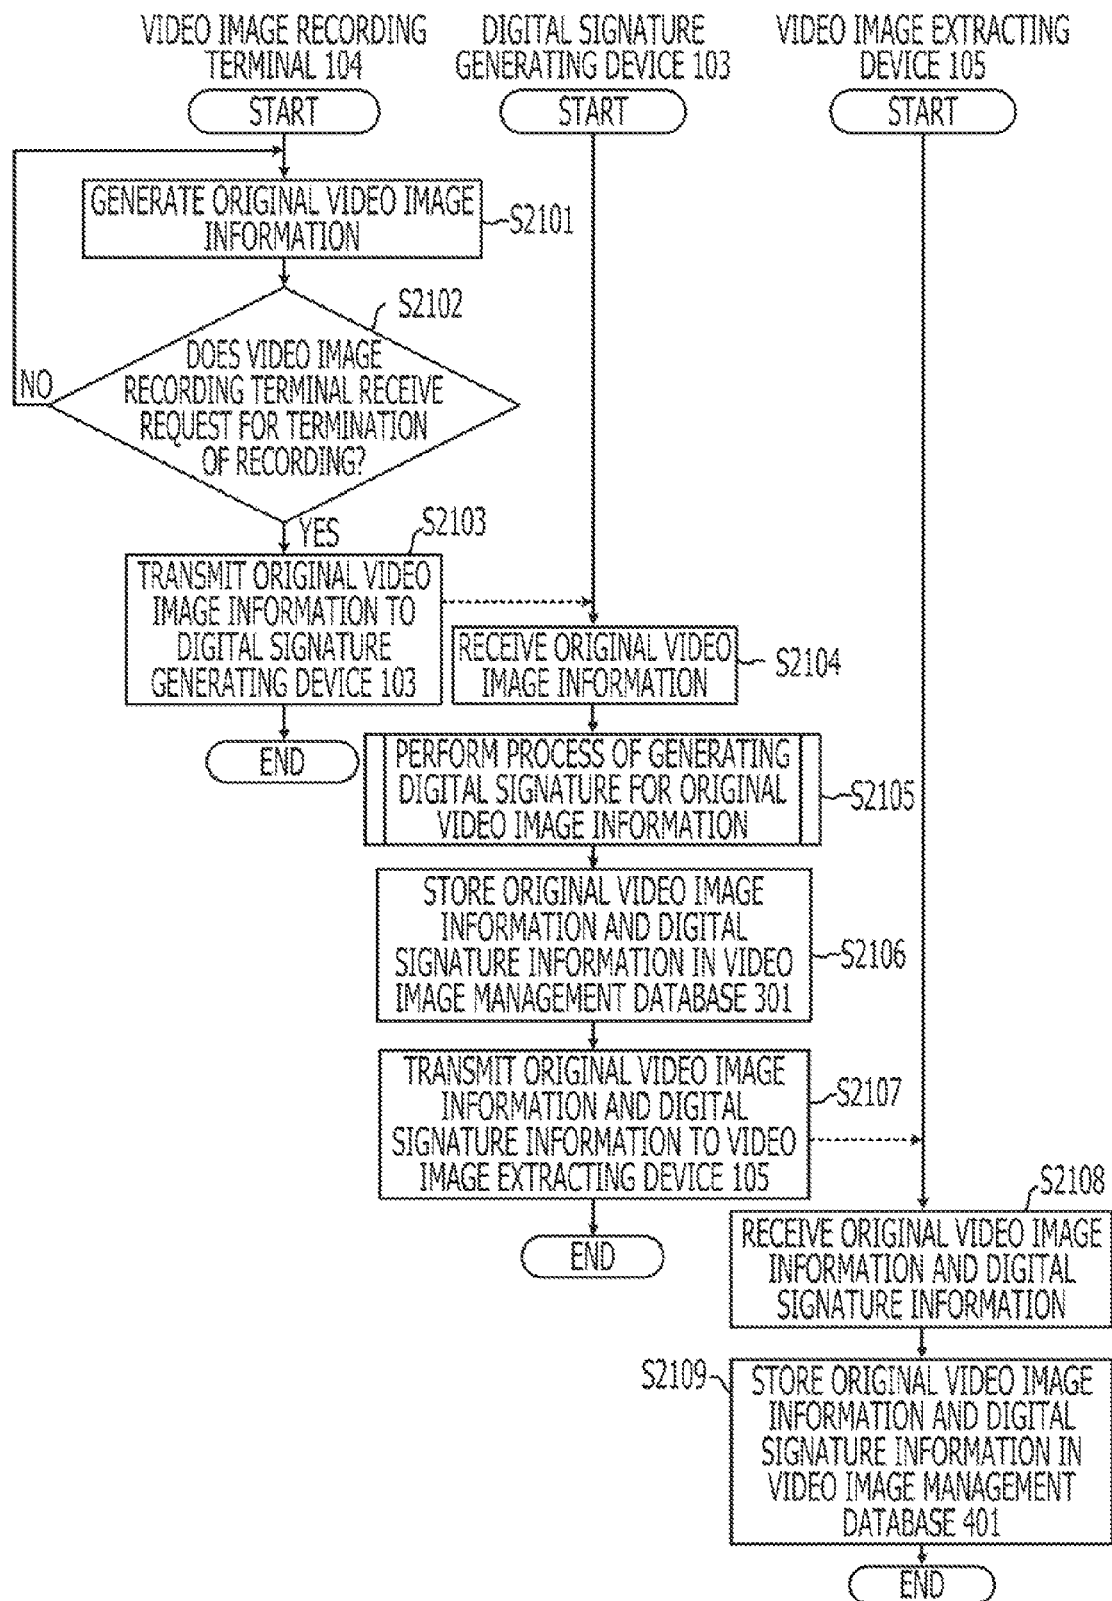 VIDEO IMAGE RECORDING
TERMINAL 104
DIGITAL SIGNATURE
GENERATING DEVICE 103
VIDEO IMAGE EXTRACTING
DEVICE 105
START
START
START
GENERATE ORIGINAL VIDEO IMAGE
INFORMATION
S2101
S2102
DOES VIDEO IMAGE
RECORDING TERMINAL RECEIVE
REQUEST FOR TERMINATION
OF RECORDING?
NO
YES
S2103
TRANSMIT ORIGINAL VIDEO
IMAGE INFORMATION TO
DIGITAL SIGNATURE
GENERATING DEVICE 103
END
RECEIVE ORIGINAL VIDEO
IMAGE INFORMATION
S2104
PERFORM PROCESS OF GENERATING
DIGITAL SIGNATURE FOR ORIGINAL
VIDEO IMAGE INFORMATION
S2105
STORE ORIGINAL VIDEO IMAGE
INFORMATION AND DIGITAL
SIGNATURE INFORMATION IN VIDEO
IMAGE MANAGEMENT DATABASE 301
S2106
TRANSMIT ORIGINAL VIDEO IMAGE
INFORMATION AND DIGITAL
SIGNATURE INFORMATION TO VIDEO
IMAGE EXTRACTING DEVICE 105
S2107
END
S2108
RECEIVE ORIGINAL VIDEO IMAGE
INFORMATION AND DIGITAL
SIGNATURE INFORMATION
S2109
STORE ORIGINAL VIDEO IMAGE
INFORMATION AND DIGITAL
SIGNATURE INFORMATION IN
VIDEO IMAGE MANAGEMENT
DATABASE 401
END